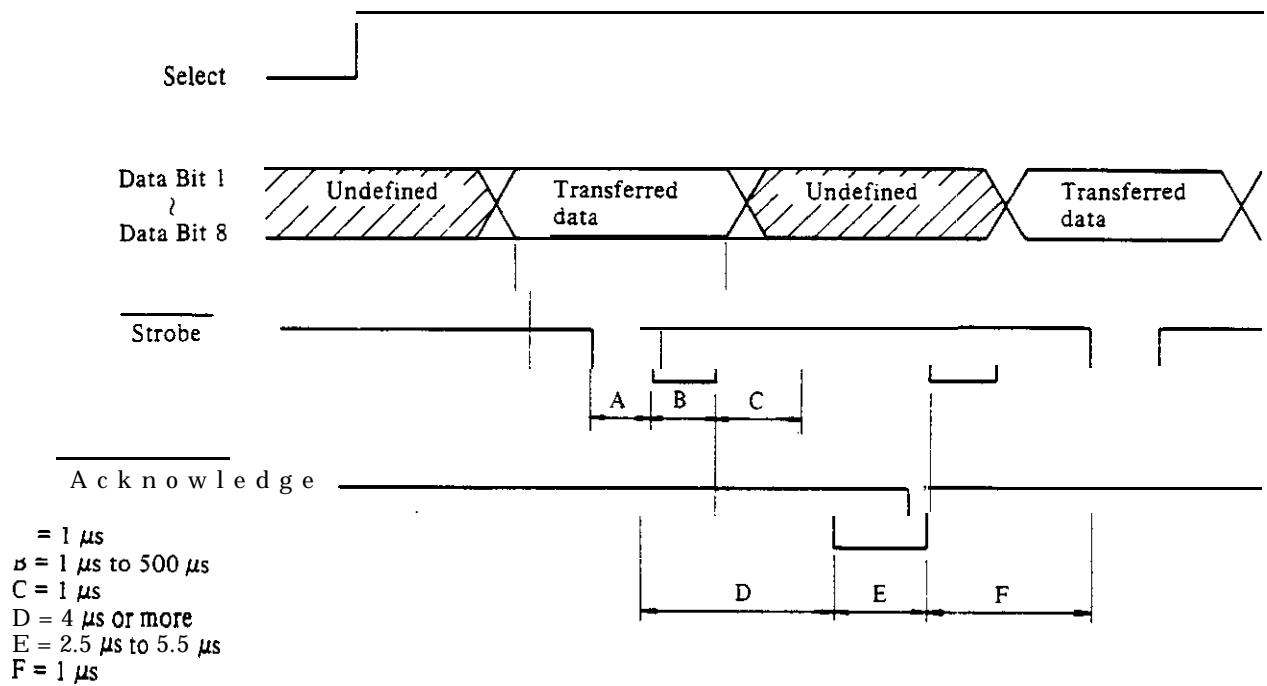 Select
Data Bit 1
Undefined
Transferred data
Undefined
Transferred data
≀
Data Bit 8
Strobe
A B C
Acknowledge
= 1 μs
B = 1 μs to 500 μs
C = 1 μs
D = 4 μs or more
E = 2.5 μs to 5.5 μs
F = 1 μs
D E F